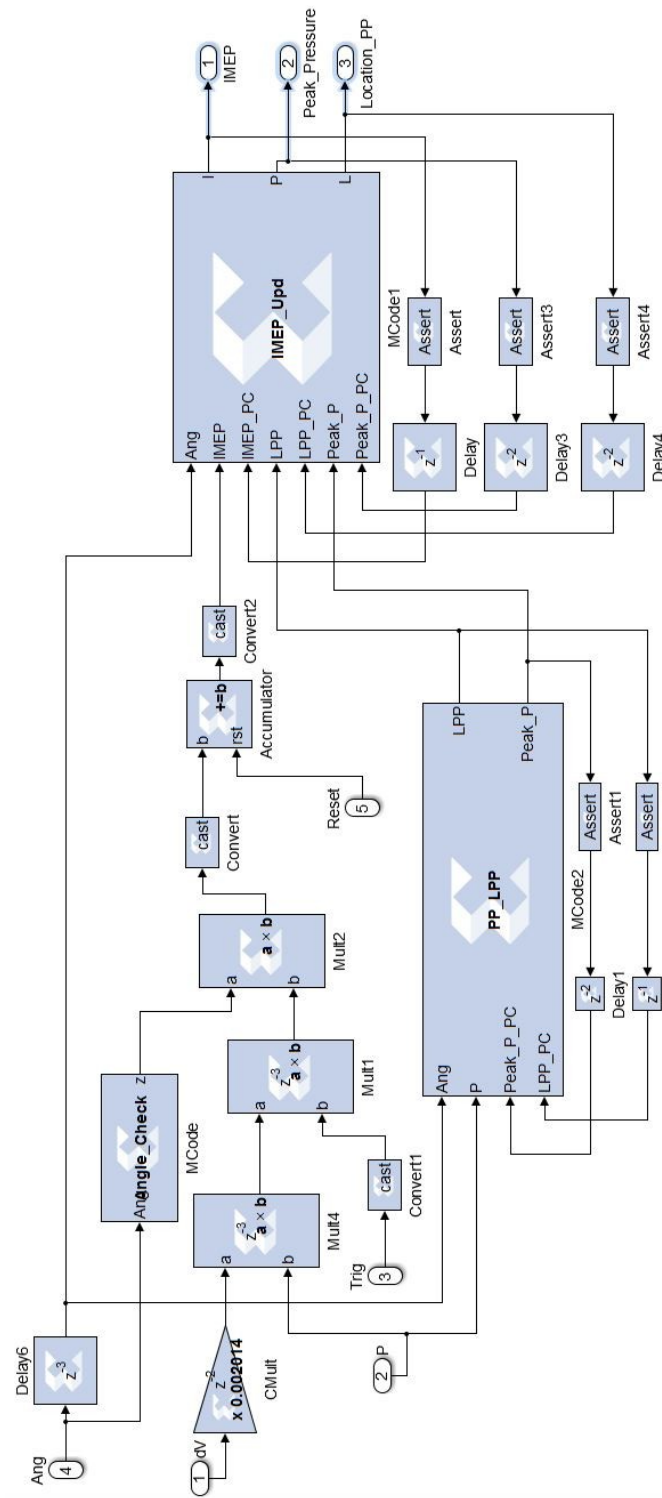 Ang
4
Delay6
z-3
1
dV
z-2
x 0.002014
CMult
2
P
Ang
Angle_Check
z
MCode
a
b
z-3
a × b
Mult4
Trig
3
cast
Convert1
a
b
z-3
a × b
Mult1
a
b
a × b
Mult2
cast
Convert
Reset
5
b
rst
+=b
Accumulator
cast
Convert2
Ang
P
Peak_P_PC
LPP_PC
PP_LPP
LPP
Peak_P
MCode2
z-2
Delay1
z-1
Assert
Assert1
Assert
Ang
IMEP
IMEP_PC
LPP
LPP_PC
Peak_P
Peak_P_PC
IMEP_Upd
I
P
L
MCode1
z-1
Delay
Assert
Assert
z-2
Delay3
Assert
Assert3
z-2
Delay4
Assert
Assert4
1
IMEP
2
Peak_Pressure
3
Location_PP